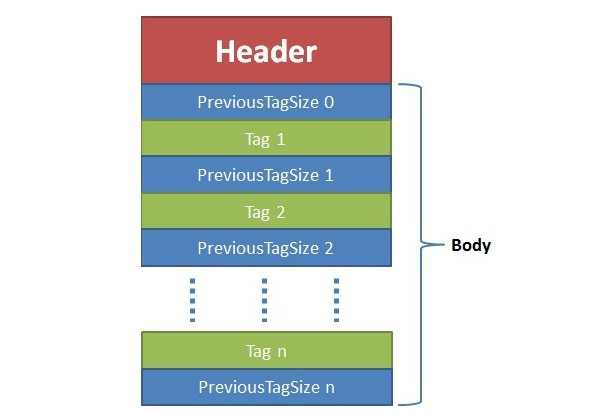 Header
PreviousTagSize 0
Tag 1
PreviousTagSize 1
Tag 2
PreviousTagSize 2
Body
Tag n
PreviousTagSize n